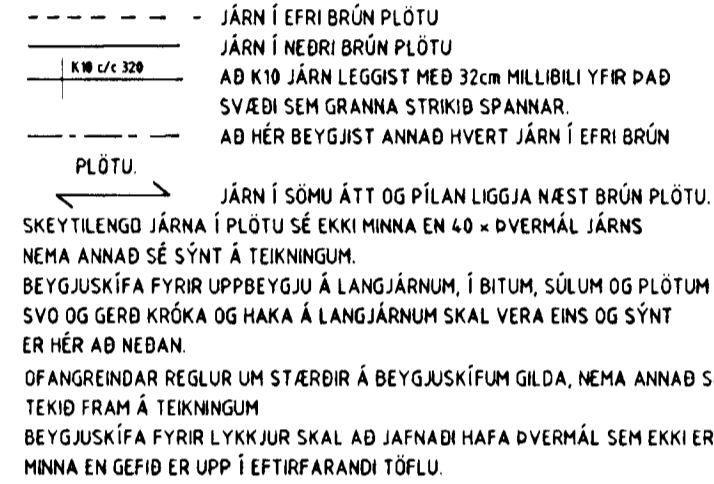 JÁRN Í EFRI BRÚN PLÖTU
JÁRN Í NEÐRI BRÚN PLÖTU
K10 c/c 320
AÐ K10 JÁRN LEGGIST MEÐ 32cm MILLIBILI YFIR ÞAÐ
SVÆÐI SEM GRANNA STRIKIÐ SPANNAR.
AÐ HÉR BEYGJIST ANNAÐ HVERT JÁRN Í EFRI BRÚN
PLÖTU.
JÁRN Í SÖMU ÁTT OG PÍLAN LIGGJA NÆST BRÚN PLÖTU.
SKEYTILENGD JÁRNA Í PLÖTU SÉ EKKI MINNA EN 40 × ÞVERMÁL JÁRNS
NEMA ANNAÐ SÉ SÝNT Á TEIKNINGUM.
BEYGJUSKÍFA FYRIR UPPBEYGJU Á LANGJÁRNUM, Í BITUM, SÚLUM OG PLÖTUM
SVO OG GERÐ KRÓKA OG HAKA Á LANGJÁRNUM SKAL VERA EINS OG SÝNT
ER HÉR AÐ NEÐAN.
OFANGREINDAR REGLUR UM STÆRÐIR Á BEYGJUSKÍFUM GILDA, NEMA ANNAÐ S
TEKIÐ FRAM Á TEIKNINGUM
BEYGJUSKÍFA FYRIR LYKKJUR SKAL AÐ JAFNAÐI HAFA ÞVERMÁL SEM EKKI ER
MINNA EN GEFIÐ ER UPP Í EFTIRFARANDI TÖFLU.